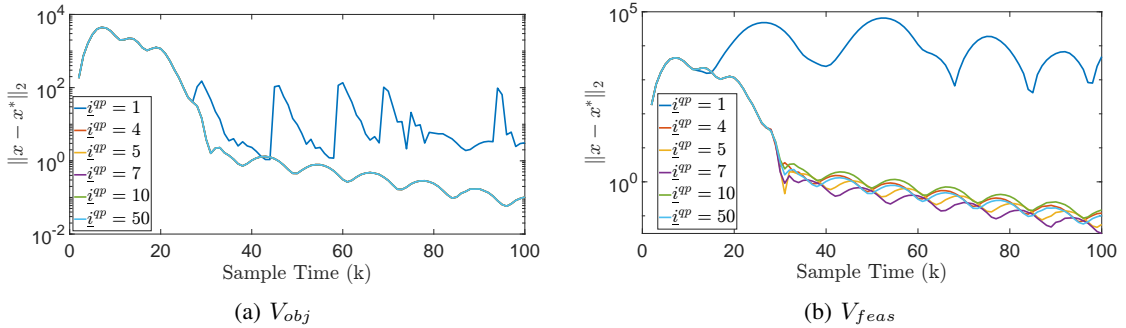 10^4
10^2
10^0
10^-2
||x − x*||_2
i^qp = 1
i^qp = 4
i^qp = 5
i^qp = 7
i^qp = 10
i^qp = 50
0 20 40 60 80 100
Sample Time (k)
(a) V_obj
10^5
10^0
||x − x*||_2
i^qp = 1
i^qp = 4
i^qp = 5
i^qp = 7
i^qp = 10
i^qp = 50
0 20 40 60 80 100
Sample Time (k)
(b) V_feas